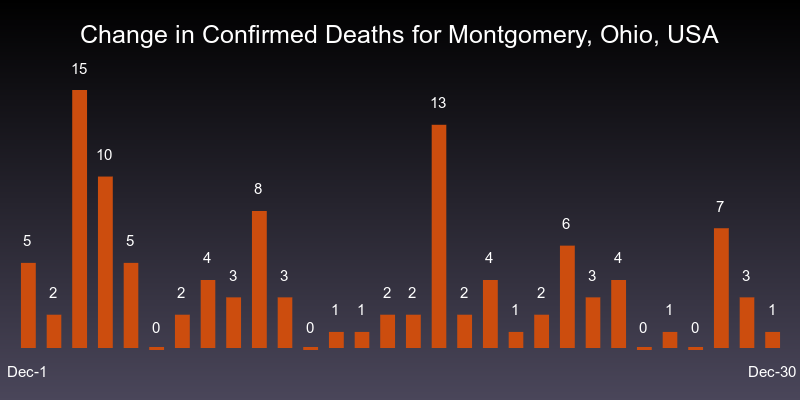 Change in Confirmed Deaths for Montgomery, Ohio, USA
5 2 15 10 5 0 2 4 3 8 3 0 1 1 2 2 13 2 4 1 2 6 3 4 0 1 0 7 3 1
Dec-1 Dec-30